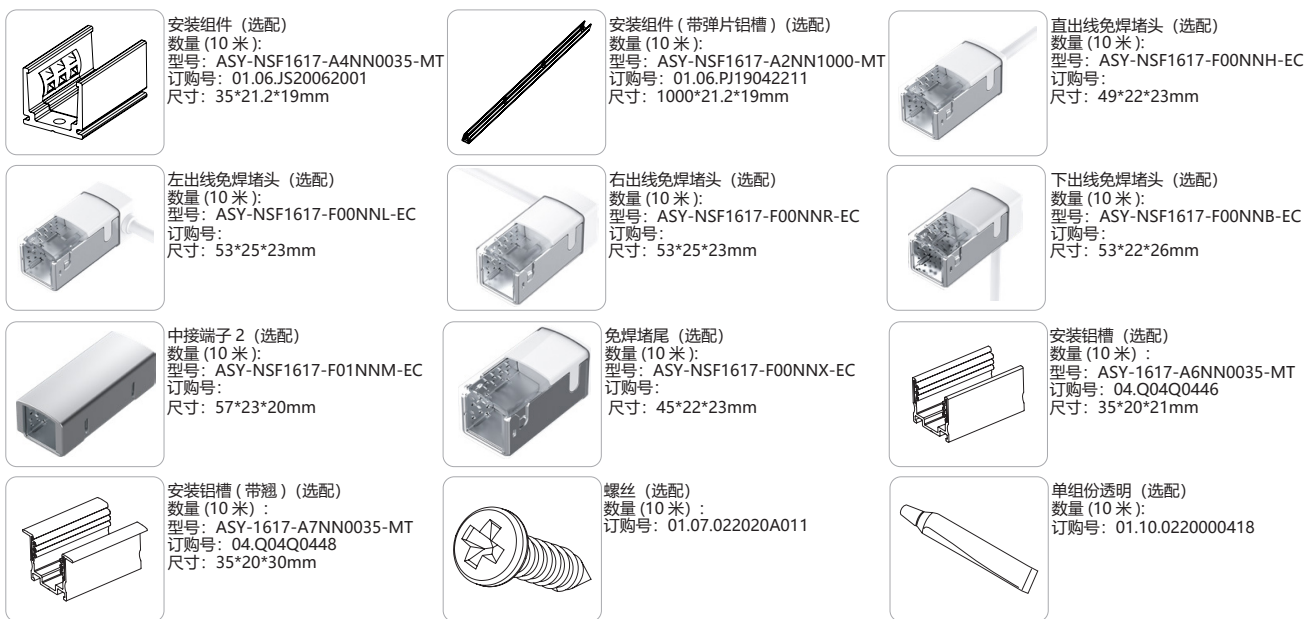 安装组件（选配）
数量 (10 米 ):
型号：ASY-NSF1617-A4NN0035-MT
订购号：01.06.JS20062001
尺寸：35*21.2*19mm
安装组件 ( 带弹片铝槽 )（选配）
数量 (10 米 ):
型号：ASY-NSF1617-A2NN1000-MT
订购号：01.06.PJ19042211
尺寸：1000*21.2*19mm
直出线免焊堵头（选配）
数量 (10 米 ):
型号：ASY-NSF1617-F00NNH-EC
订购号：
尺寸：49*22*23mm
左出线免焊堵头（选配）
数量 (10 米 ):
型号：ASY-NSF1617-F00NNL-EC
订购号：
尺寸：53*25*23mm
右出线免焊堵头（选配）
数量 (10 米 ):
型号：ASY-NSF1617-F00NNR-EC
订购号：
尺寸：53*25*23mm
下出线免焊堵头（选配）
数量 (10 米 ):
型号：ASY-NSF1617-F00NNB-EC
订购号：
尺寸：53*22*26mm
中接端子 2（选配）
数量 (10 米 ):
型号：ASY-NSF1617-F01NNM-EC
订购号：
尺寸：57*23*20mm
免焊堵尾（选配）
数量 (10 米 ):
型号：ASY-NSF1617-F00NNX-EC
订购号：
尺寸：45*22*23mm
安装铝槽（选配）
数量 (10 米）:
型号：ASY-1617-A6NN0035-MT
订购号：04.Q04Q0446
尺寸：35*20*21mm
安装铝槽 ( 带翘 )（选配）
数量 (10 米）:
型号：ASY-1617-A7NN0035-MT
订购号：04.Q04Q0448
尺寸：35*20*30mm
螺丝（选配）
数量 (10 米）:
订购号：01.07.022020A011
单组份透明（选配）
数量 (10 米 ):
订购号：01.10.0220000418